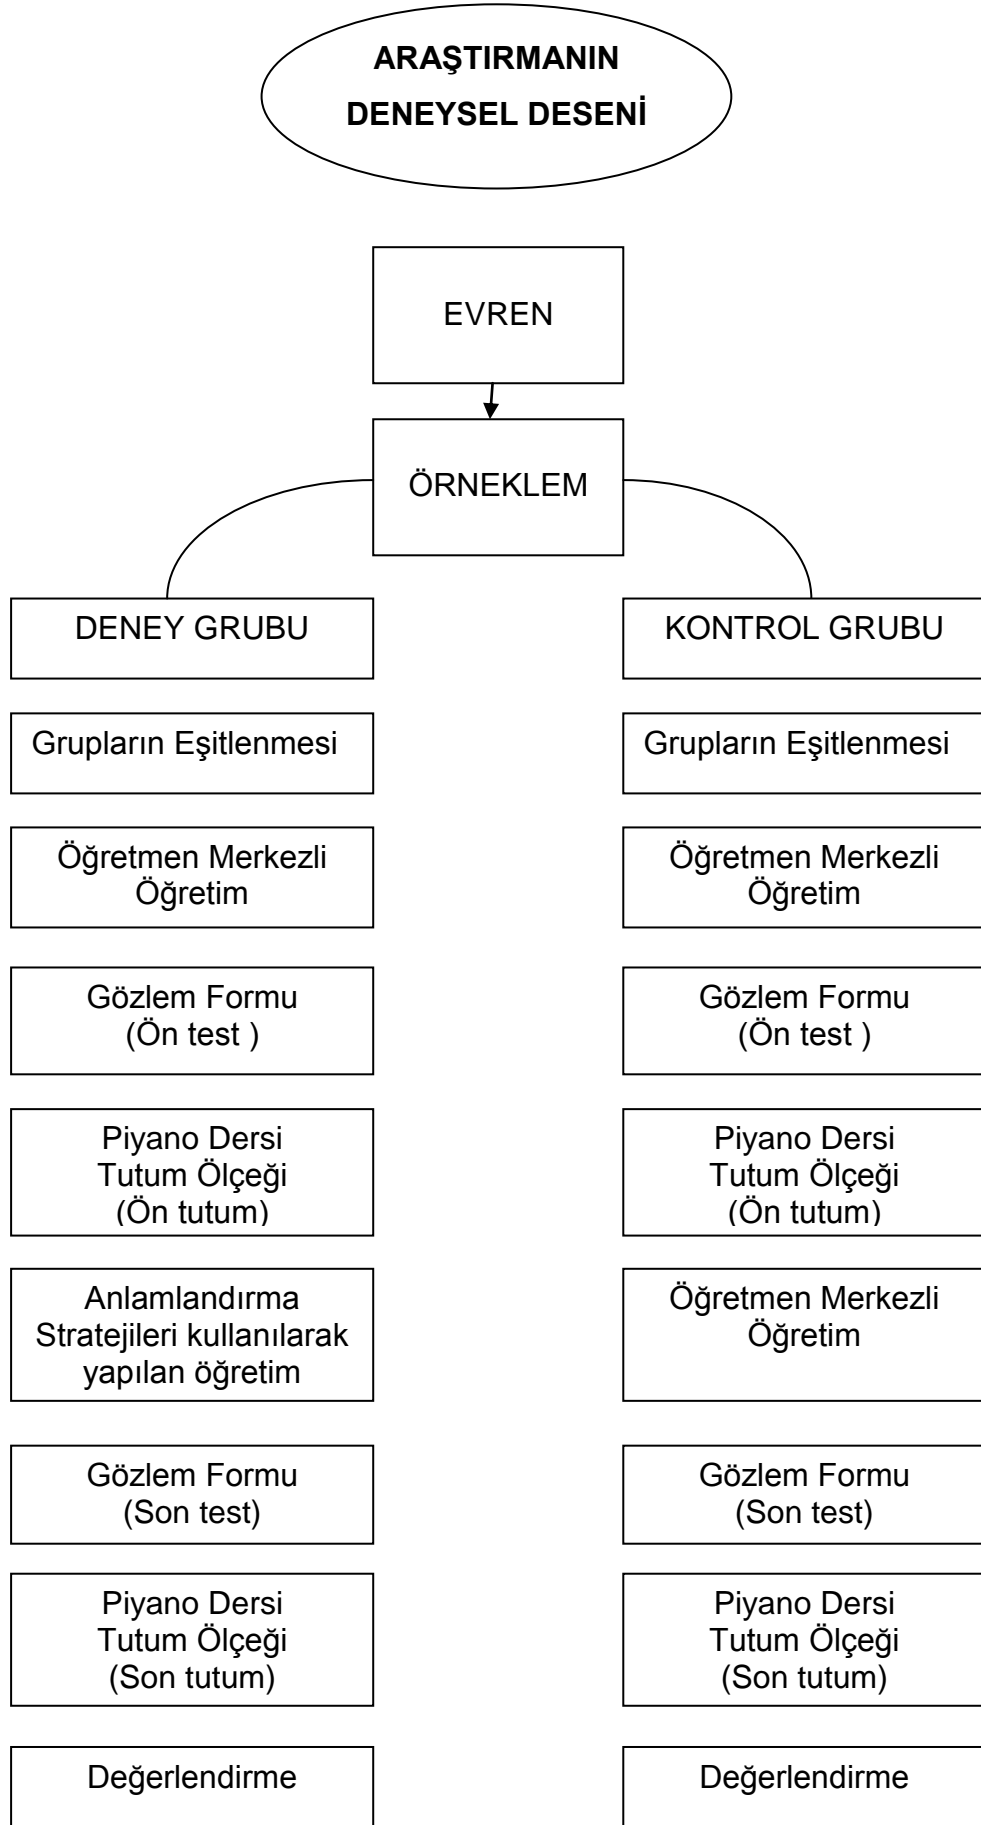 ARAŞTIRMANIN
DENEYSEL DESENİ
EVREN
ÖRNEKLEM
DENEY GRUBU
KONTROL GRUBU
Grupların Eşitlenmesi
Grupların Eşitlenmesi
Öğretmen Merkezli
Öğretim
Öğretmen Merkezli
Öğretim
Gözlem Formu
(Ön test )
Gözlem Formu
(Ön test )
Piyano Dersi
Tutum Ölçeği
(Ön tutum)
Piyano Dersi
Tutum Ölçeği
(Ön tutum)
Anlamlandırma
Stratejileri kullanılarak
yapılan öğretim
Öğretmen Merkezli
Öğretim
Gözlem Formu
(Son test)
Gözlem Formu
(Son test)
Piyano Dersi
Tutum Ölçeği
(Son tutum)
Piyano Dersi
Tutum Ölçeği
(Son tutum)
Değerlendirme
Değerlendirme